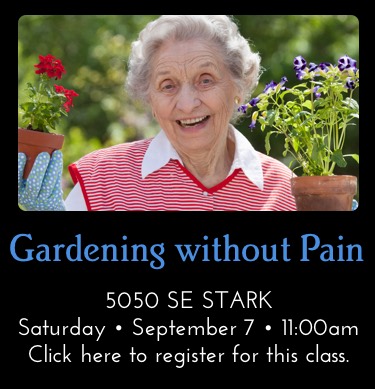 Gardening without Pain
5050 SE STARK
Saturday • September 7 • 11:00am
Click here to register for this class.